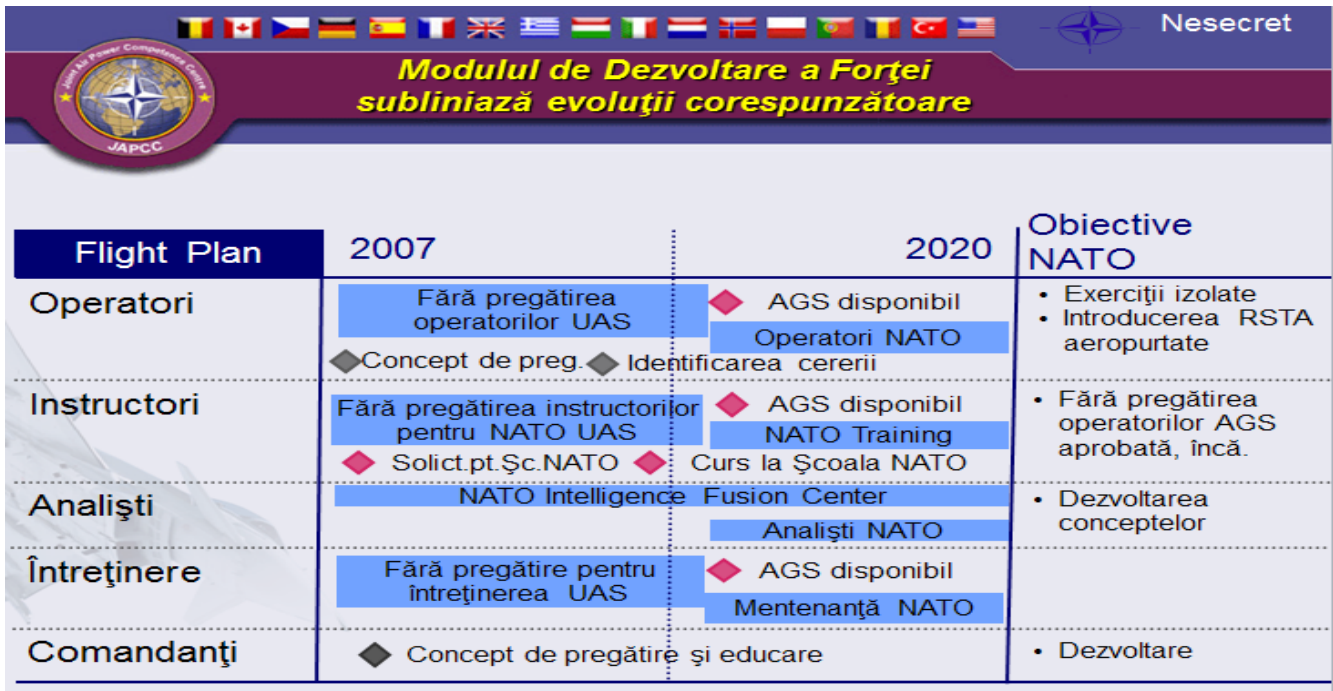 Nesecret
Modulul de Dezvoltare a Forţei
subliniază evoluţii corespunzătoare
Joint Air Power Competence Centre
JAPCC
Flight Plan
2007
2020
Obiective
NATO
Operatori
Fără pregătirea
operatorilor UAS
AGS disponibil
Operatori NATO
Concept de preg.
Identificarea cererii
• Exerciţii izolate
• Introducerea RSTA
aeropurtate
Instructori
Fără pregătirea instructorilor
pentru NATO UAS
AGS disponibil
NATO Training
Solict.pt.Şc.NATO
Curs la Şcoala NATO
• Fără pregătirea
operatorilor AGS
aprobată, încă.
Analişti
NATO Intelligence Fusion Center
Analişti NATO
• Dezvoltarea
conceptelor
Întreţinere
Fără pregătire pentru
întreţinerea UAS
AGS disponibil
Mentenanţă NATO
Comandanţi
Concept de pregătire şi educare
• Dezvoltare